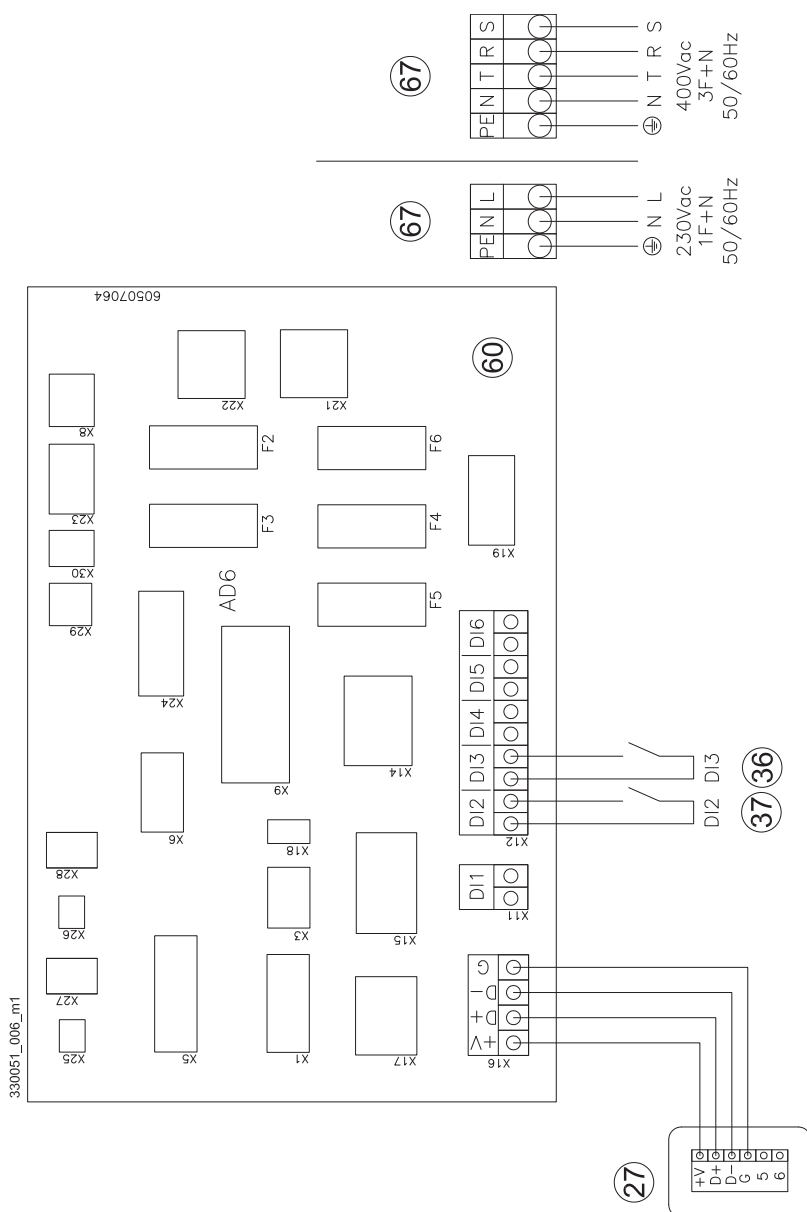 67
S
R
T
N
PE
S
R
T
N
400Vac
3F+N
50/60Hz
67
L
N
PE
L
N
230Vac
1F+N
50/60Hz
60507064
60
X8
X23
X30
X29
X22
X21
F2
F6
F3
F4
F5
X19
AD6
X24
X9
X14
X6
X18
X28
X26
X27
X25
X3
X15
X5
X1
X17
DI6
DI5
DI4
DI3
DI2
X12
DI1
X11
G
D-
D+
+V
X16
DI3
36
DI2
37
330051_006_m1
27
+V
D+
D-
G
5
6